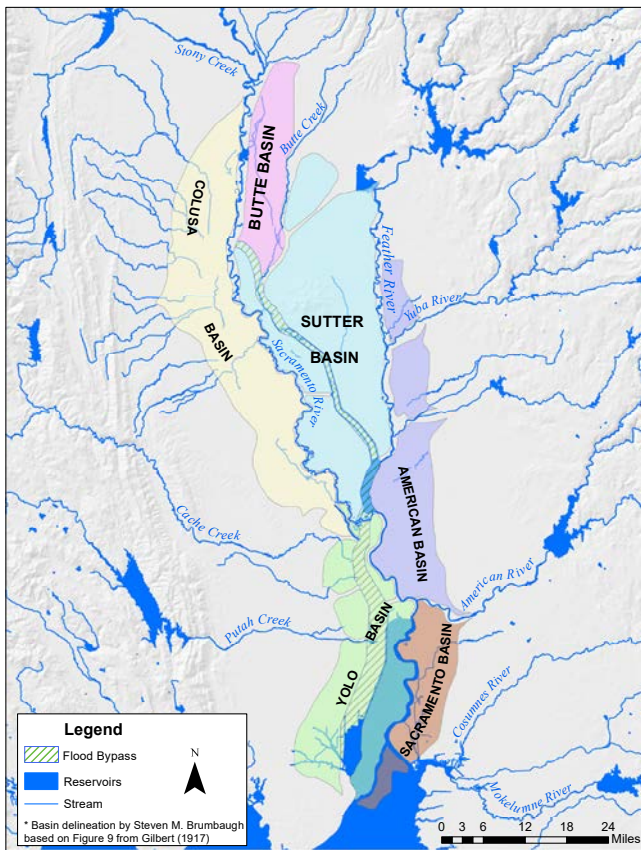 Stony Creek
Butte Creek
BUTTE BASIN
COLUSA
BASIN
Feather River
Yuba River
SUTTER
BASIN
Sacramento River
AMERICAN BASIN
Cache Creek
American River
Putah Creek
YOLO
BASIN
SACRAMENTO BASIN
Cosumnes River
Mokelumne River
Legend
Flood Bypass
Reservoirs
Stream
N
* Basin delineation by Steven M. Brumbaugh
based on Figure 9 from Gilbert (1917)
0 3 6 12 18 24
Miles